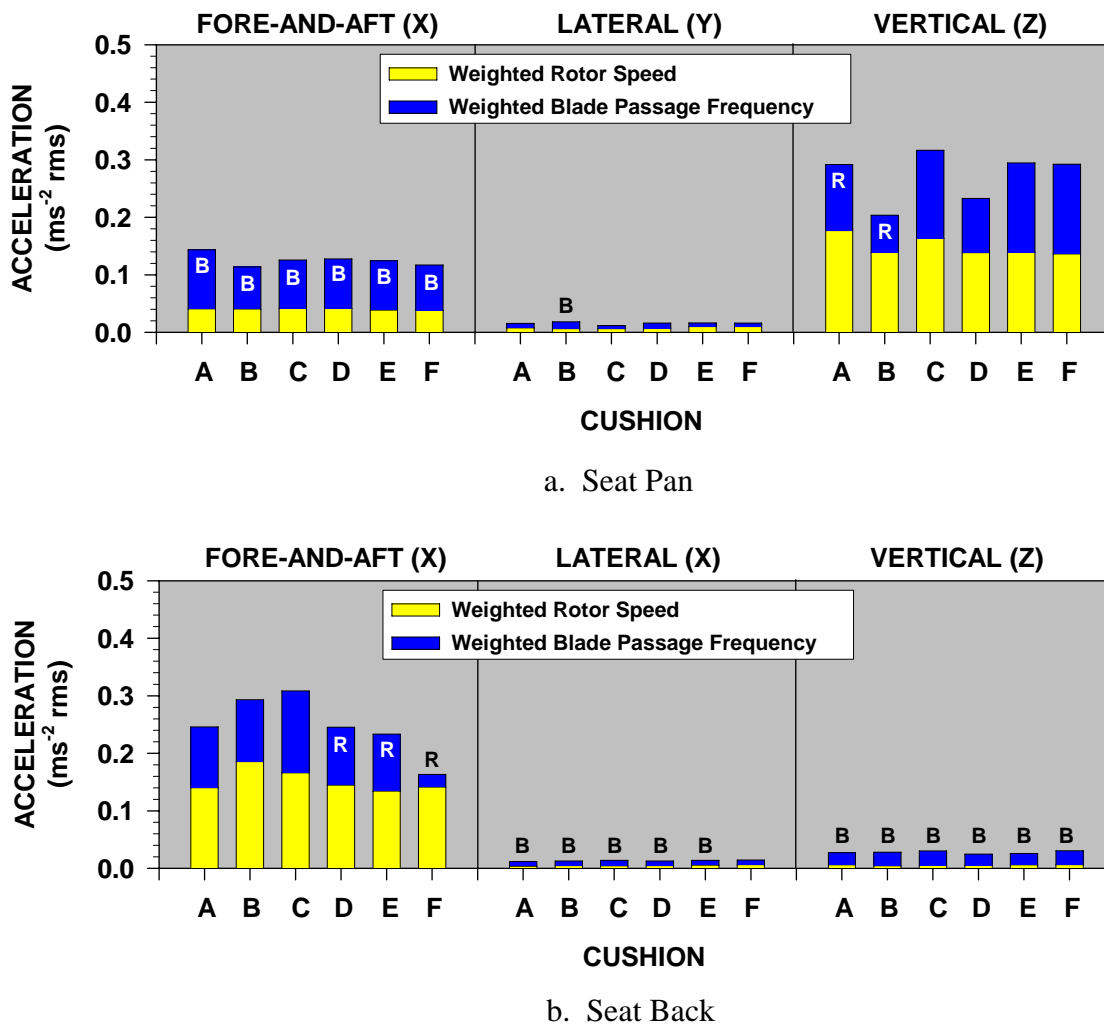 FORE-AND-AFT (X) LATERAL (Y) VERTICAL (Z)
0.5
0.4
0.3
0.2
0.1
0.0
ACCELERATION
(ms⁻² rms)
Weighted Rotor Speed
Weighted Blade Passage Frequency
B B B B B B
B
R R
A B C D E F A B C D E F A B C D E F
CUSHION
a. Seat Pan
FORE-AND-AFT (X) LATERAL (X) VERTICAL (Z)
0.5
0.4
0.3
0.2
0.1
0.0
ACCELERATION
(ms⁻² rms)
Weighted Rotor Speed
Weighted Blade Passage Frequency
R R R
B B B B B
B B B B B B
A B C D E F A B C D E F A B C D E F
CUSHION
b. Seat Back